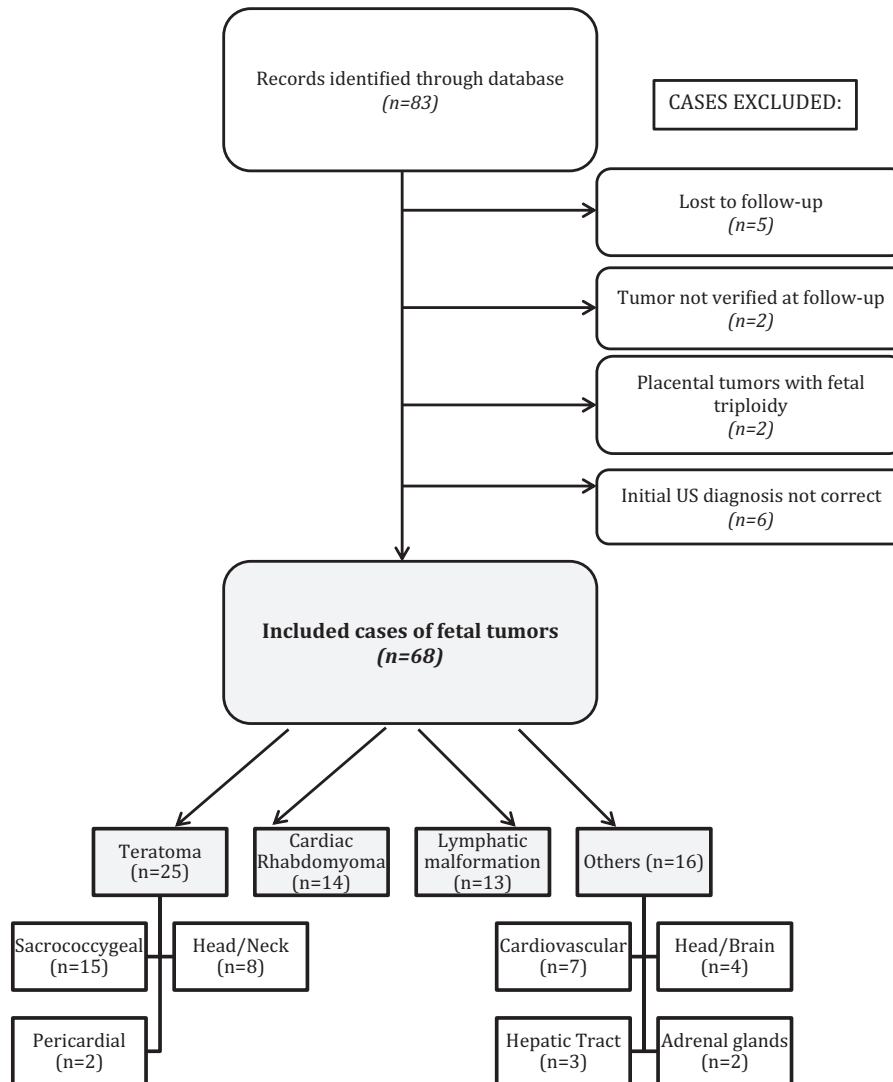 Records identified through database
(n=83)
CASES EXCLUDED:
Lost to follow-up
(n=5)
Tumor not verified at follow-up
(n=2)
Placental tumors with fetal
triploidy
(n=2)
Initial US diagnosis not correct
(n=6)
Included cases of fetal tumors
(n=68)
Teratoma
(n=25)
Cardiac
Rhabdomyoma
(n=14)
Lymphatic
malformation
(n=13)
Others (n=16)
Sacrococcygeal
(n=15)
Head/Neck
(n=8)
Cardiovascular
(n=7)
Head/Brain
(n=4)
Pericardial
(n=2)
Hepatic Tract
(n=3)
Adrenal glands
(n=2)